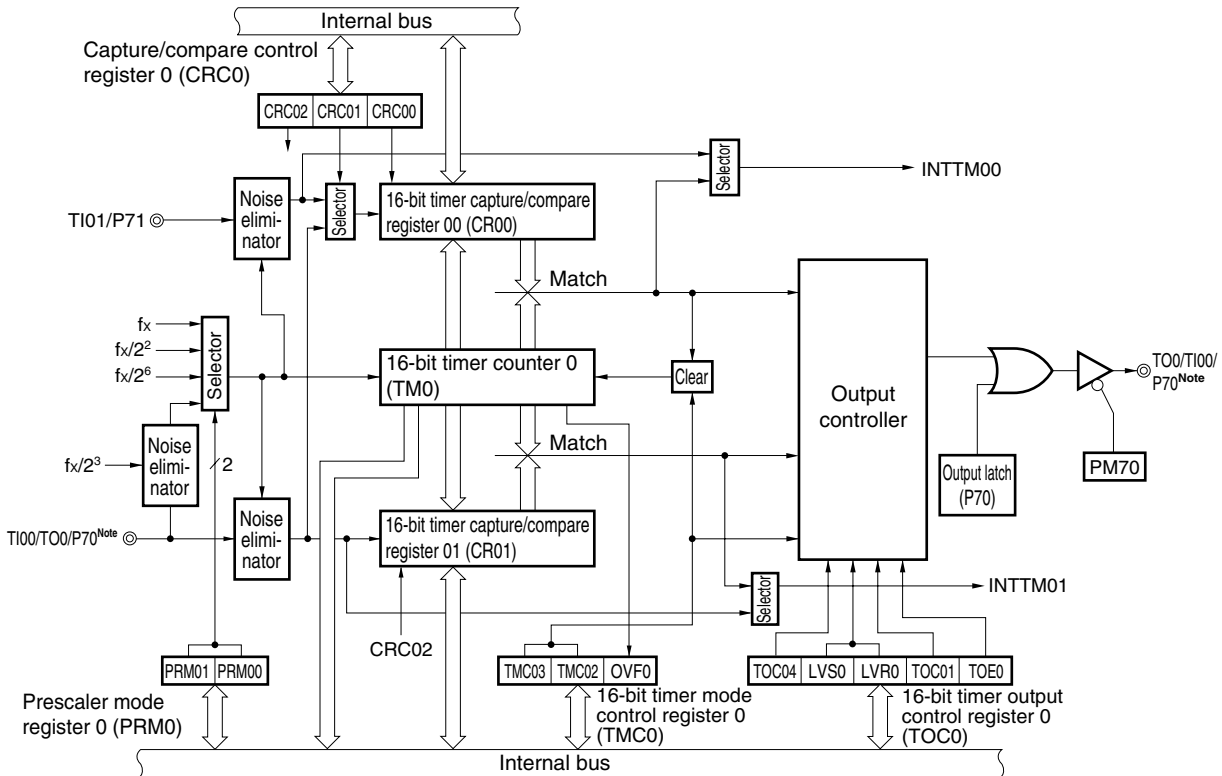 Internal bus
Capture/compare control
register 0 (CRC0)
CRC02 CRC01 CRC00
TI01/P71
Noise
elimi-
nator
Selector
16-bit timer capture/compare
register 00 (CR00)
Selector
INTTM00
Match
fx
fx/2²
fx/2⁶
Selector
16-bit timer counter 0
(TM0)
Clear
Output
controller
TO0/TI00/
P70Note
fx/2³
Noise
elimi-
nator
2
Match
Output latch
(P70)
PM70
TI00/TO0/P70Note
Noise
elimi-
nator
16-bit timer capture/compare
register 01 (CR01)
Selector
INTTM01
CRC02
PRM01 PRM00
TMC03 TMC02 OVF0
TOC04 LVS0 LVR0 TOC01 TOE0
Prescaler mode
register 0 (PRM0)
16-bit timer mode
control register 0
(TMC0)
16-bit timer output
control register 0
(TOC0)
Internal bus